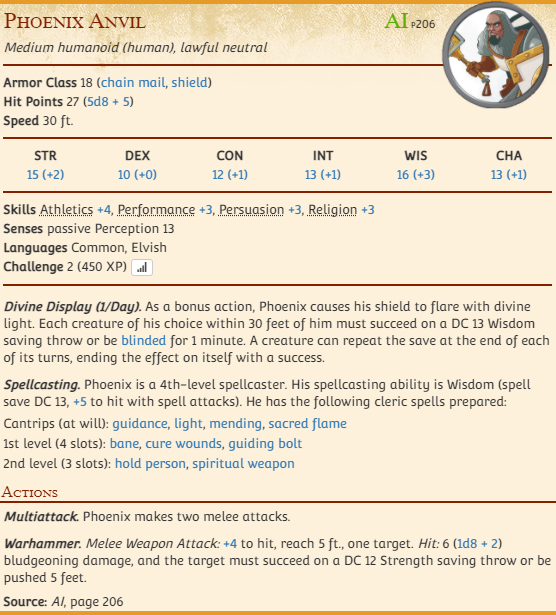 Phoenix Anvil
AI P206
Medium humanoid (human), lawful neutral
Armor Class 18 (chain mail, shield)
Hit Points 27 (5d8 + 5)
Speed 30 ft.
STR DEX CON INT WIS CHA
15 (+2) 10 (+0) 12 (+1) 13 (+1) 16 (+3) 13 (+1)
Skills Athletics +4, Performance +3, Persuasion +3, Religion +3
Senses passive Perception 13
Languages Common, Elvish
Challenge 2 (450 XP)
Divine Display (1/Day). As a bonus action, Phoenix causes his shield to flare with divine
light. Each creature of his choice within 30 feet of him must succeed on a DC 13 Wisdom
saving throw or be blinded for 1 minute. A creature can repeat the save at the end of each
of its turns, ending the effect on itself with a success.
Spellcasting. Phoenix is a 4th-level spellcaster. His spellcasting ability is Wisdom (spell
save DC 13, +5 to hit with spell attacks). He has the following cleric spells prepared:
Cantrips (at will): guidance, light, mending, sacred flame
1st level (4 slots): bane, cure wounds, guiding bolt
2nd level (3 slots): hold person, spiritual weapon
Actions
Multiattack. Phoenix makes two melee attacks.
Warhammer. Melee Weapon Attack: +4 to hit, reach 5 ft., one target. Hit: 6 (1d8 + 2)
bludgeoning damage, and the target must succeed on a DC 12 Strength saving throw or be
pushed 5 feet.
Source: AI, page 206